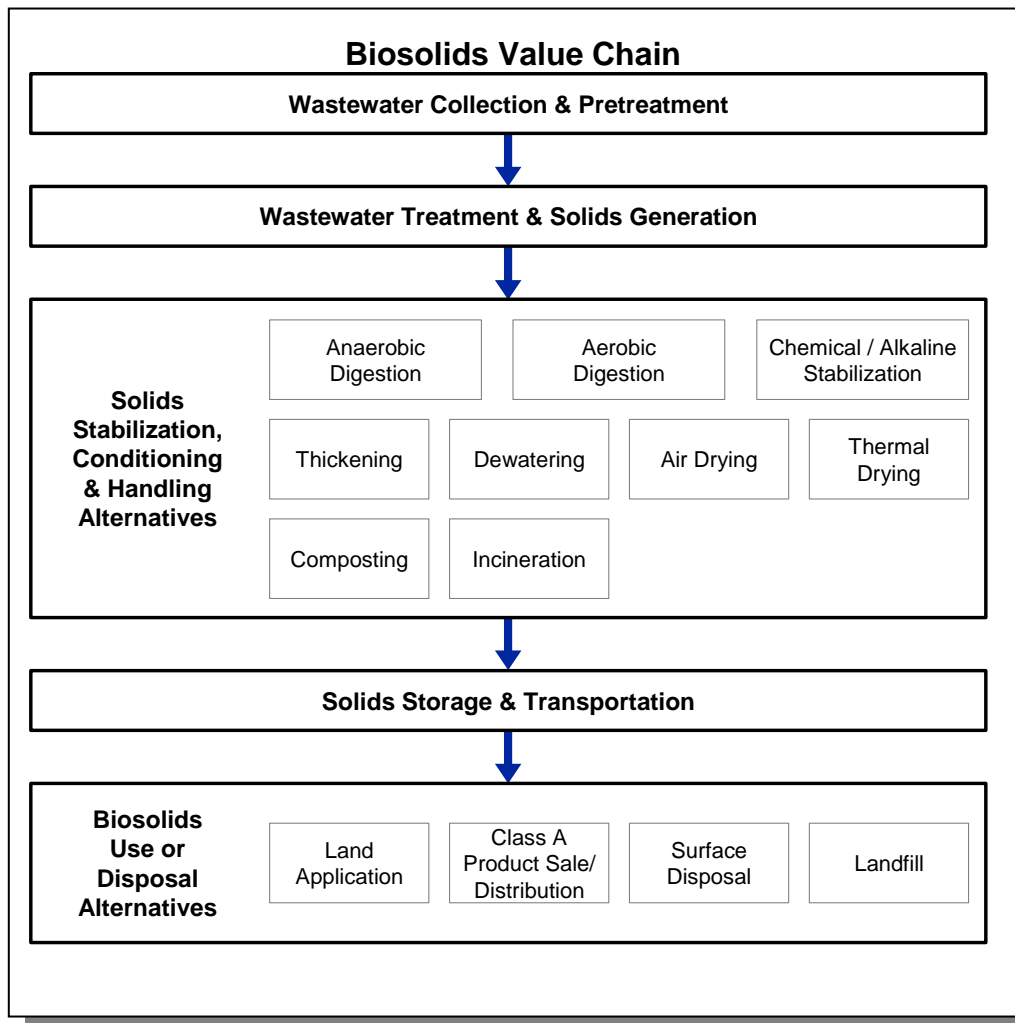 Biosolids Value Chain
Wastewater Collection & Pretreatment
Wastewater Treatment & Solids Generation
Solids
Stabilization,
Conditioning
& Handling
Alternatives
Anaerobic
Digestion
Aerobic
Digestion
Chemical / Alkaline
Stabilization
Thickening
Dewatering
Air Drying
Thermal
Drying
Composting
Incineration
Solids Storage & Transportation
Biosolids
Use or
Disposal
Alternatives
Land
Application
Class A
Product Sale/
Distribution
Surface
Disposal
Landfill